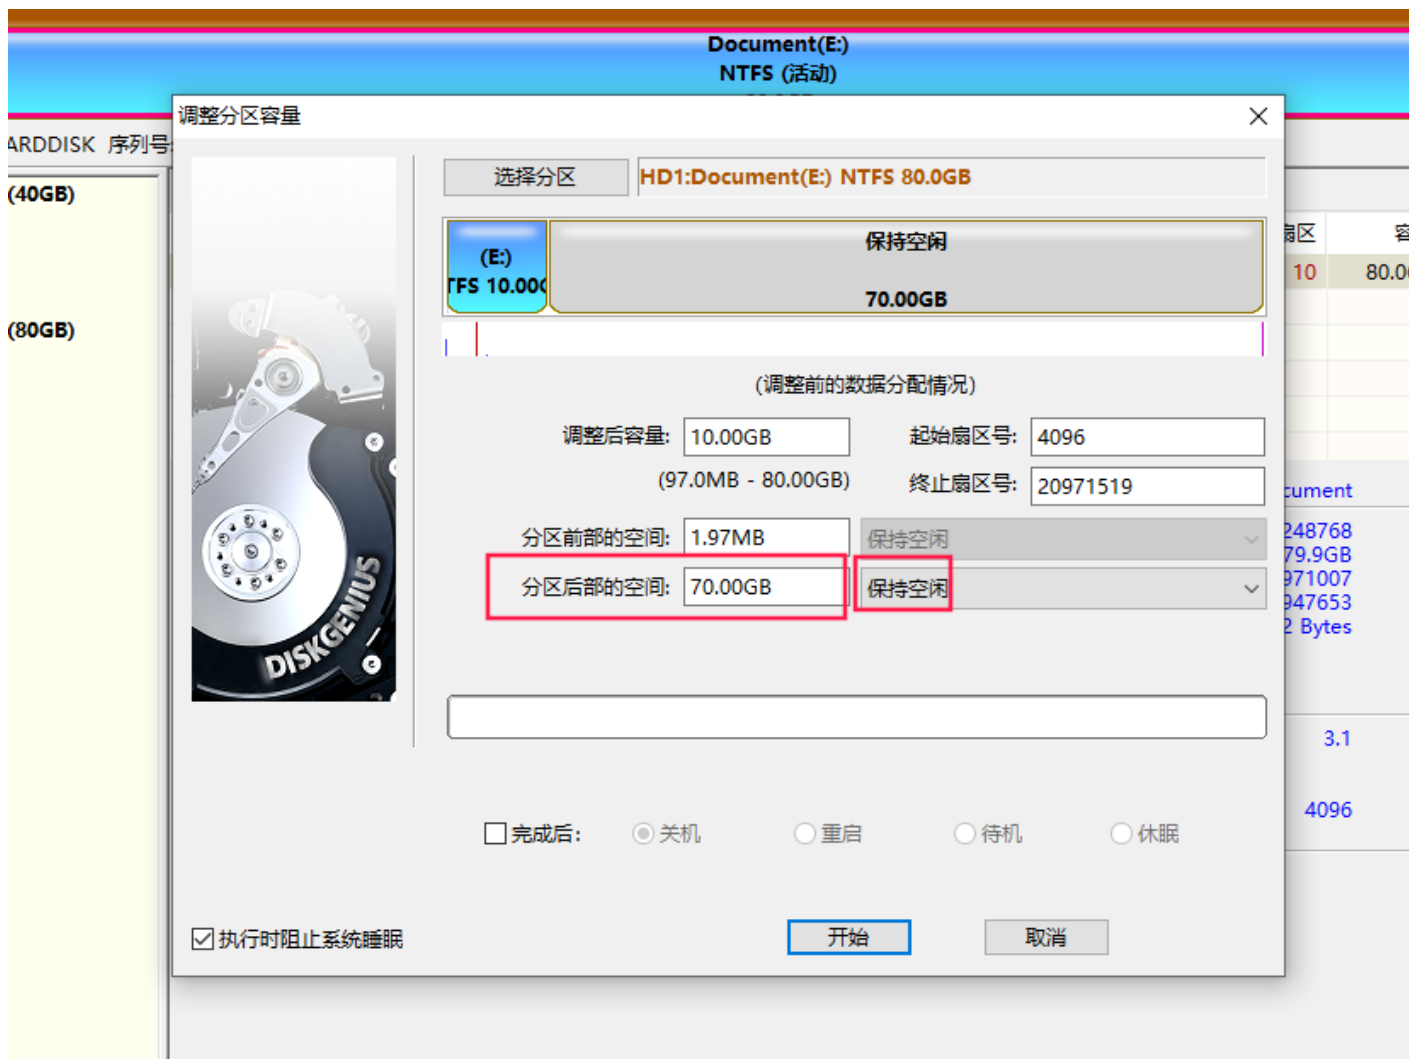 Document(E:)
NTFS (活动)
调整分区容量
ARDDISK 序列号:
(40GB)
(80GB)
选择分区
HD1:Document(E:) NTFS 80.0GB
(E:)
TFS 10.00G
保持空闲
70.00GB
(调整前的数据分配情况)
调整后容量: 10.00GB
起始扇区号: 4096
(97.0MB - 80.00GB)
终止扇区号: 20971519
分区前部的空间: 1.97MB 保持空闲
分区后部的空间: 70.00GB 保持空闲
DISKGENIUS
完成后: 关机 重启 待机 休眠
执行时阻止系统睡眠
开始
取消
扇区 容
10 80.0
cument
248768
79.9GB
971007
947653
2 Bytes
3.1
4096